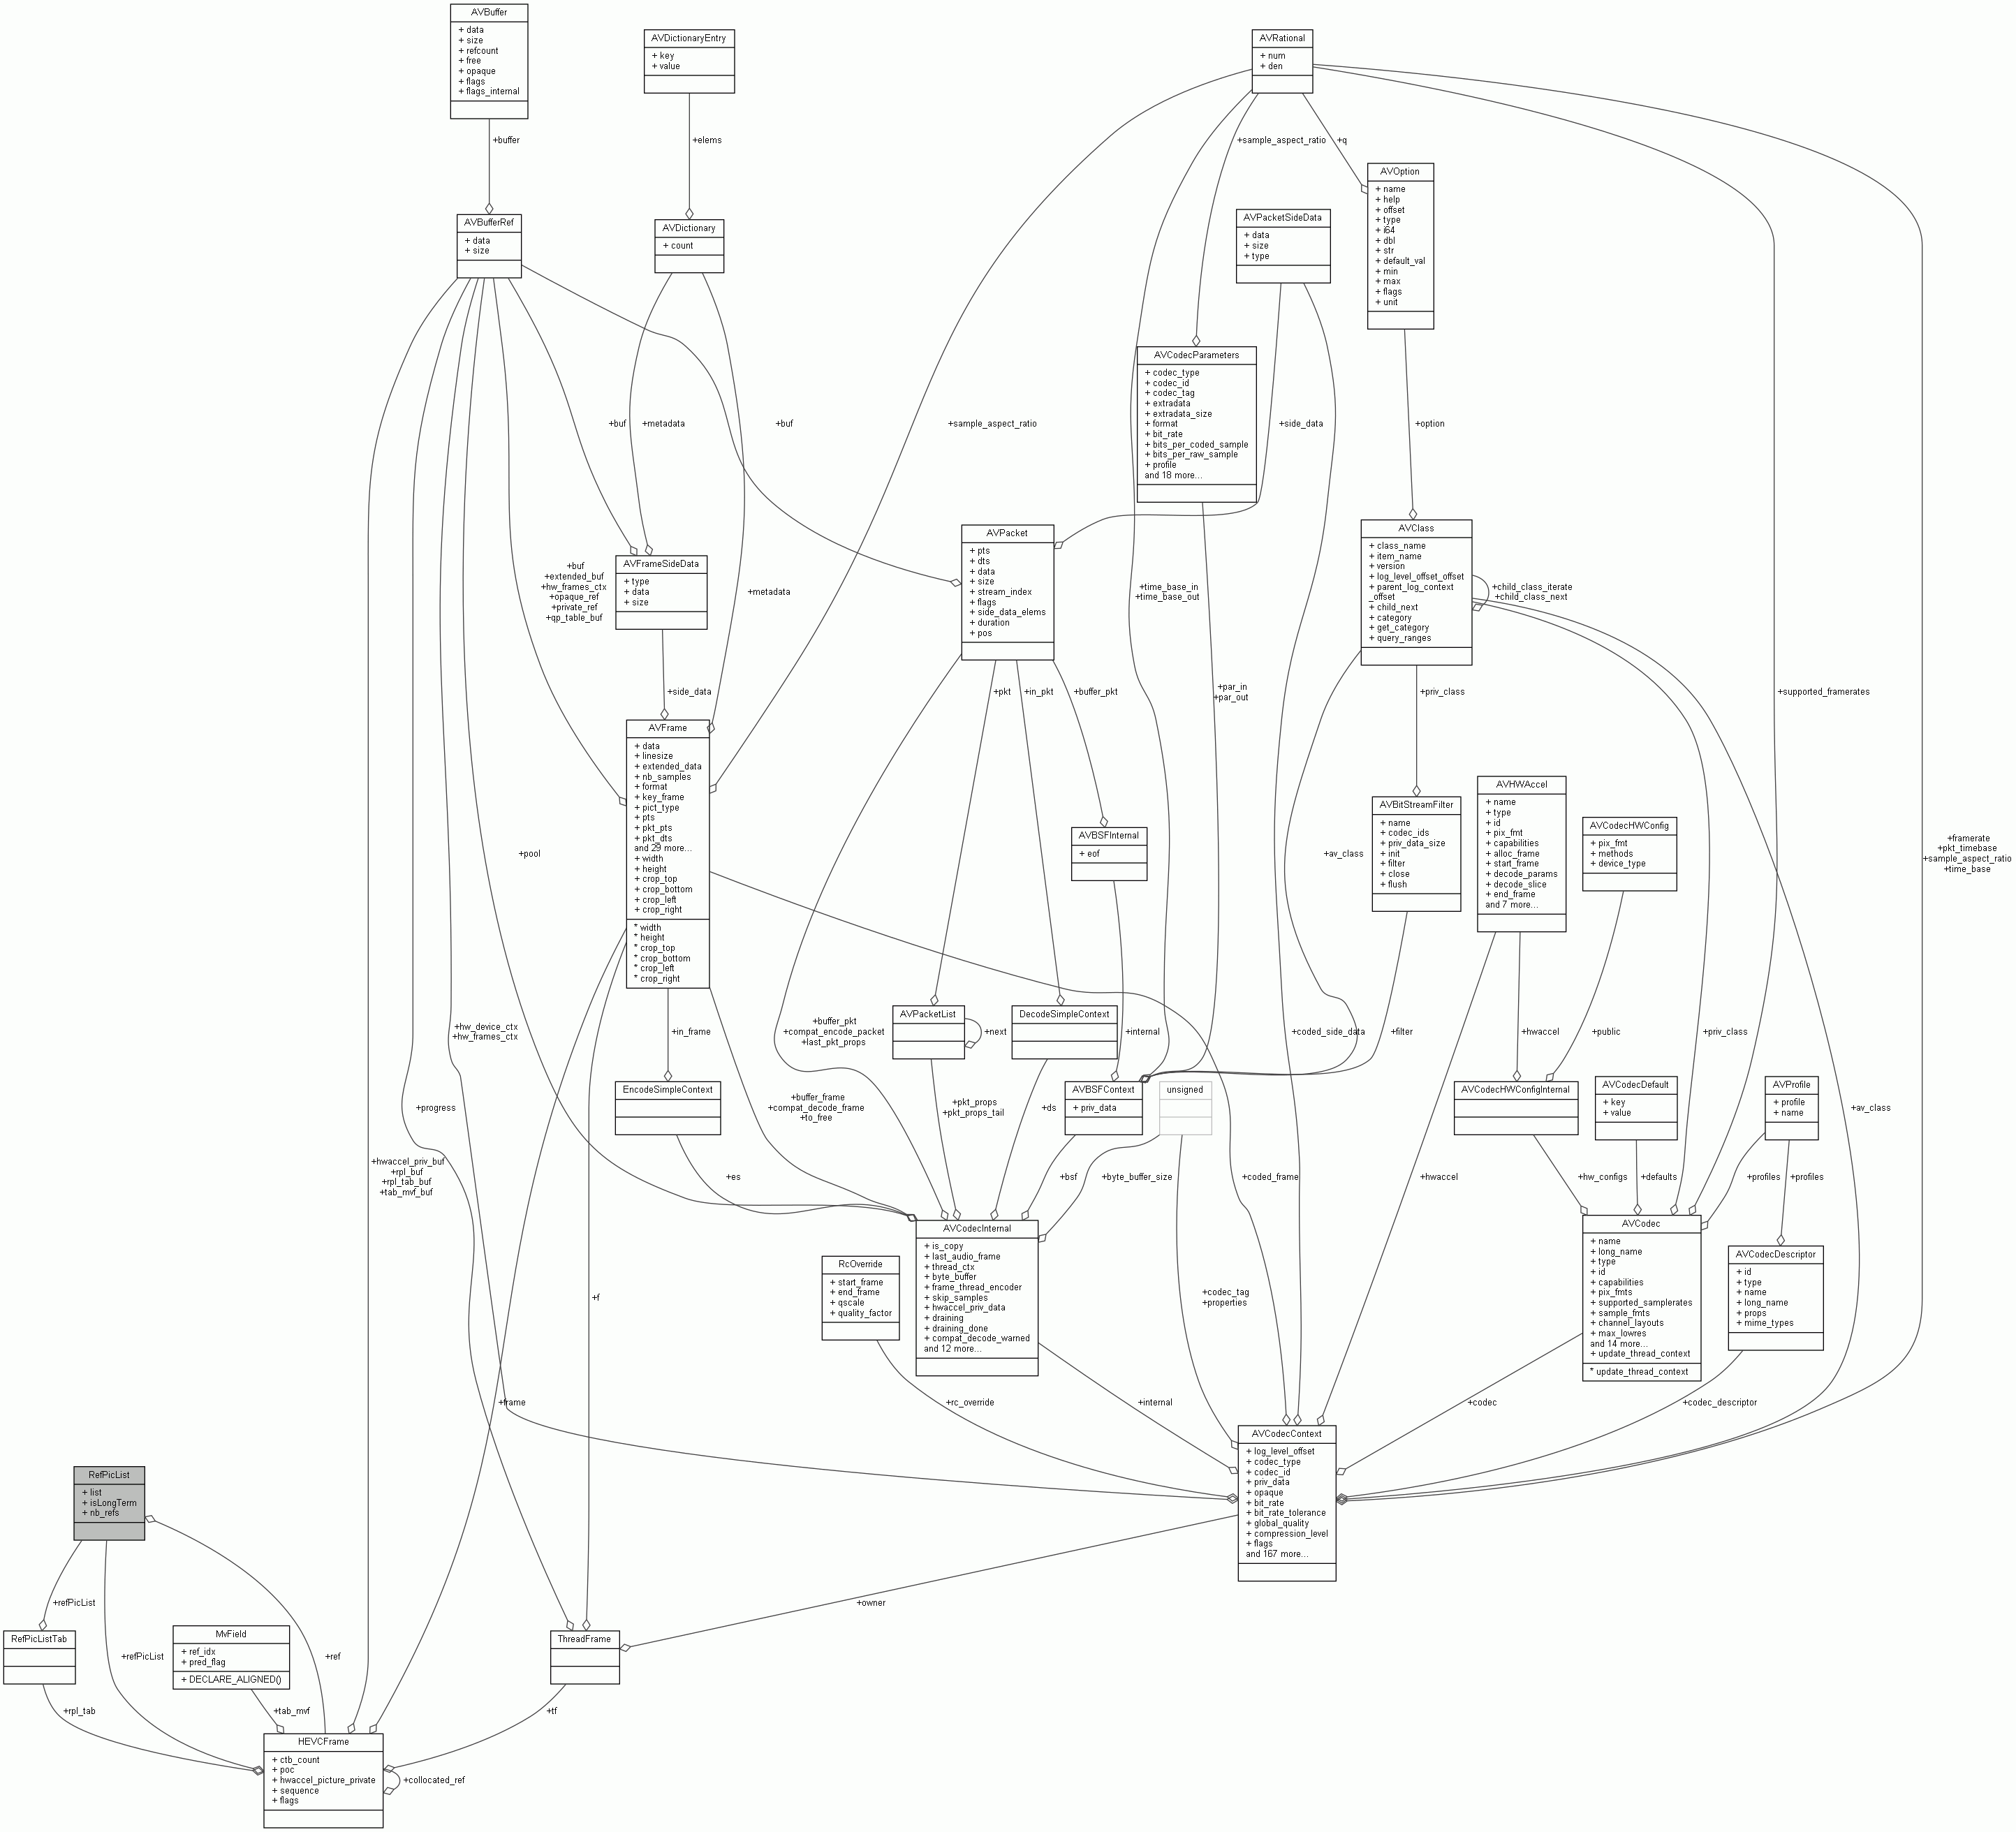 AVBuffer
+ data
+ size
+ refcount
+ free
+ opaque
+ flags
+ flags_internal
AVDictionaryEntry
+ key
+ value
AVRational
+ num
+ den
+buffer
+elems
+sample_aspect_ratio
+q
AVOption
+ name
+ help
+ offset
+ type
+ i64
+ dbl
+ str
+ default_val
+ min
+ max
+ flags
+ unit
AVBufferRef
+ data
+ size
AVDictionary
+ count
AVPacketSideData
+ data
+ size
+ type
AVCodecParameters
+ codec_type
+ codec_id
+ codec_tag
+ extradata
+ extradata_size
+ format
+ bit_rate
+ bits_per_coded_sample
+ bits_per_raw_sample
+ profile
and 18 more...
+buf
+metadata
+buf
+sample_aspect_ratio
+side_data
+option
AVPacket
+ pts
+ dts
+ data
+ size
+ stream_index
+ flags
+ side_data_elems
+ duration
+ pos
AVClass
+ class_name
+ item_name
+ version
+ log_level_offset_offset
+ parent_log_context
_offset
+ child_next
+ category
+ get_category
+ query_ranges
+child_class_iterate
+child_class_next
+buf
+extended_buf
+hw_frames_ctx
+opaque_ref
+private_ref
+qp_table_buf
AVFrameSideData
+ type
+ data
+ size
+metadata
+time_base_in
+time_base_out
+side_data
+pkt
+in_pkt
+buffer_pkt
+par_in
+par_out
+priv_class
+supported_framerates
AVFrame
+ data
+ linesize
+ extended_data
+ nb_samples
+ format
+ key_frame
+ pict_type
+ pts
+ pkt_pts
+ pkt_dts
and 29 more...
+ width
+ height
+ crop_top
+ crop_bottom
+ crop_left
+ crop_right
* width
* height
* crop_top
* crop_bottom
* crop_left
* crop_right
AVBSFInternal
+ eof
AVBitStreamFilter
+ name
+ codec_ids
+ priv_data_size
+ init
+ filter
+ close
+ flush
AVHWAccel
+ name
+ type
+ id
+ pix_fmt
+ capabilities
+ alloc_frame
+ start_frame
+ decode_params
+ decode_slice
+ end_frame
and 7 more...
AVCodecHWConfig
+ pix_fmt
+ methods
+ device_type
+pool
+av_class
+framerate
+pkt_timebase
+sample_aspect_ratio
+time_base
+hw_device_ctx
+hw_frames_ctx
+in_frame
+buffer_pkt
+compat_encode_packet
+last_pkt_props
AVPacketList
+next
DecodeSimpleContext
+internal
+coded_side_data
+filter
+hwaccel
+public
+priv_class
+progress
EncodeSimpleContext
+buffer_frame
+compat_decode_frame
+to_free
+pkt_props
+pkt_props_tail
+ds
AVBSFContext
+ priv_data
unsigned
AVCodecHWConfigInternal
AVCodecDefault
+ key
+ value
AVProfile
+ profile
+ name
+av_class
+hwaccel_priv_buf
+rpl_buf
+rpl_tab_buf
+tab_mvf_buf
+es
+bsf
+byte_buffer_size
+coded_frame
+hwaccel
+hw_configs
+defaults
+profiles
+profiles
AVCodecInternal
+ is_copy
+ last_audio_frame
+ thread_ctx
+ byte_buffer
+ frame_thread_encoder
+ skip_samples
+ hwaccel_priv_data
+ draining
+ draining_done
+ compat_decode_warned
and 12 more...
RcOverride
+ start_frame
+ end_frame
+ qscale
+ quality_factor
+f
+codec_tag
+properties
AVCodec
+ name
+ long_name
+ type
+ id
+ capabilities
+ pix_fmts
+ supported_samplerates
+ sample_fmts
+ channel_layouts
+ max_lowres
and 14 more...
+ update_thread_context
* update_thread_context
AVCodecDescriptor
+ id
+ type
+ name
+ long_name
+ props
+ mime_types
+frame
+rc_override
+internal
+codec
+codec_descriptor
AVCodecContext
+ log_level_offset
+ codec_type
+ codec_id
+ priv_data
+ opaque
+ bit_rate
+ bit_rate_tolerance
+ global_quality
+ compression_level
+ flags
and 167 more...
RefPicList
+ list
+ isLongTerm
+ nb_refs
+refPicList
+owner
RefPicListTab
MvField
+ ref_idx
+ pred_flag
+ DECLARE_ALIGNED()
+refPicList
+ref
ThreadFrame
+rpl_tab
+tab_mvf
+tf
HEVCFrame
+ ctb_count
+ poc
+ hwaccel_picture_private
+ sequence
+ flags
+collocated_ref